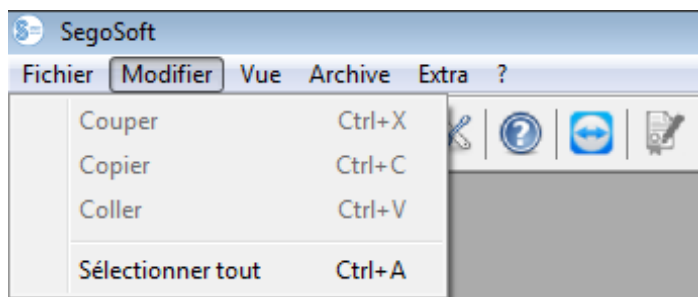 SegoSoft
Fichier Modifier Vue Archive Extra ?
Couper Ctrl+X
Copier Ctrl+C
Coller Ctrl+V
Sélectionner tout Ctrl+A